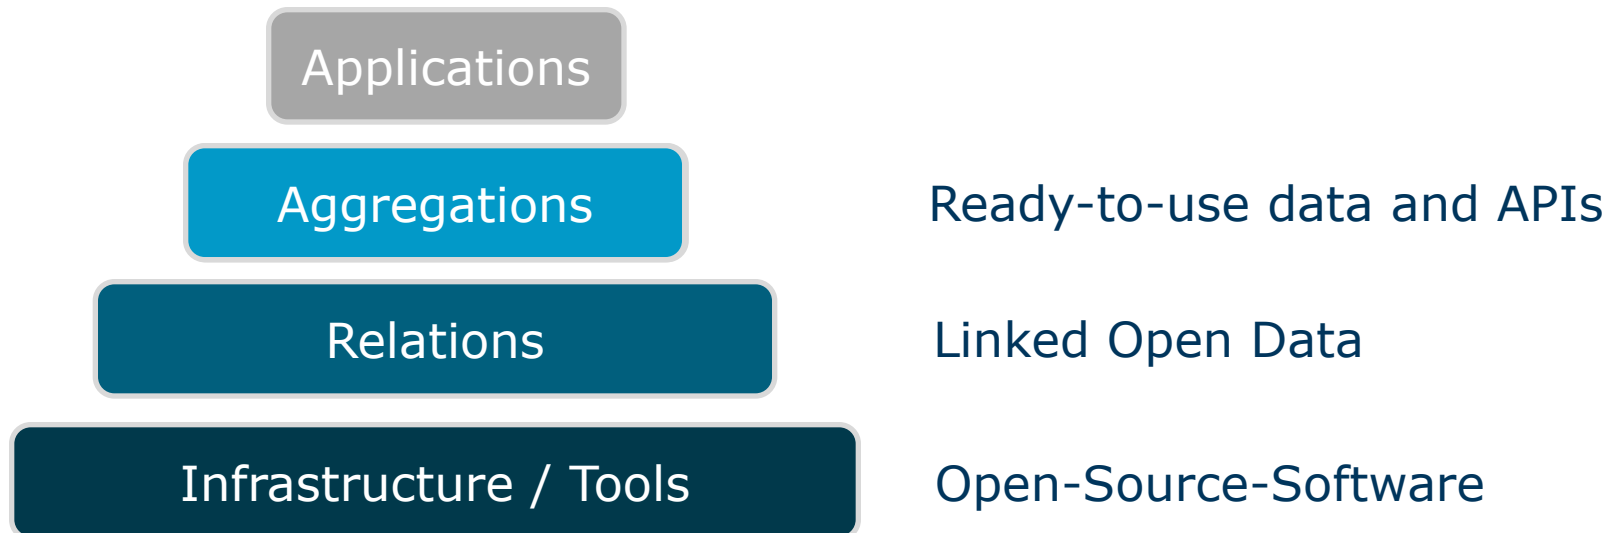 Applications
Aggregations
Ready-to-use data and APIs
Relations
Linked Open Data
Infrastructure / Tools
Open-Source-Software